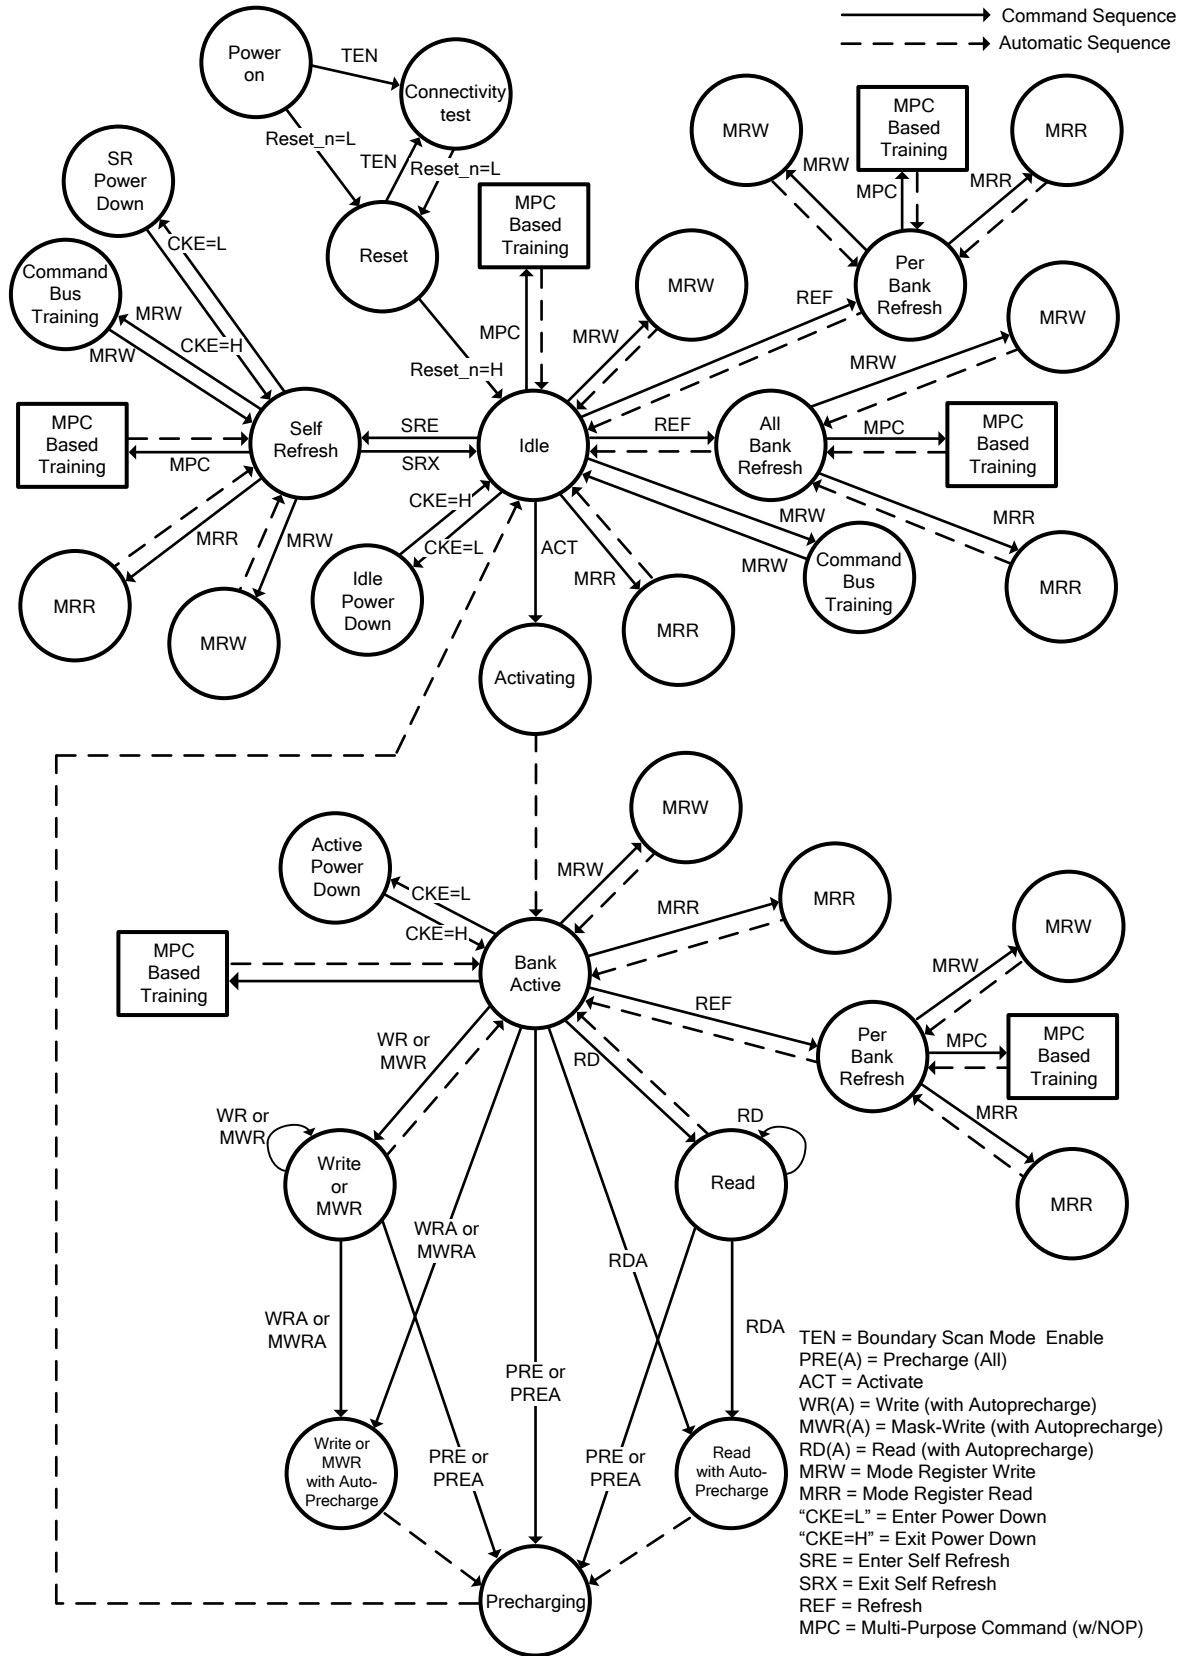 Command Sequence
Automatic Sequence
Power
on
TEN
Connectivity
test
Reset_n=L
TEN
Reset_n=L
Reset
Reset_n=H
SR
Power
Down
CKE=L
Command
Bus
Training
MRW
CKE=H
MRW
MPC
Based
Training
MPC
Self
Refresh
MRR
MRW
MRR
MRW
SRE
SRX
MPC
Based
Training
MPC
MRW
MRW
Idle
CKE=H
CKE=L
Idle
Power
Down
ACT
MRR
MRR
Activating
MRW
MRW
MPC
Based
Training
MPC
MRR
MRR
Per
Bank
Refresh
REF
REF
All
Bank
Refresh
MRW
MRW
MPC
MPC
Based
Training
MRR
MRR
MRW
MRW
Command
Bus
Training
Active
Power
Down
CKE=L
CKE=H
MRW
MRW
MRR
MRR
MPC
Based
Training
Bank
Active
REF
Per
Bank
Refresh
MRW
MRW
MPC
MPC
Based
Training
MRR
MRR
WR or
MWR
RD
WR or
MWR
Write
or
MWR
RD
Read
WRA or
MWRA
RDA
WRA or
MWRA
RDA
PRE or
PREA
PRE or
PREA
PRE or
PREA
Write or
MWR
with Auto-
Precharge
Read
with Auto-
Precharge
Precharging
TEN = Boundary Scan Mode Enable
PRE(A) = Precharge (All)
ACT = Activate
WR(A) = Write (with Autoprecharge)
MWR(A) = Mask-Write (with Autoprecharge)
RD(A) = Read (with Autoprecharge)
MRW = Mode Register Write
MRR = Mode Register Read
“CKE=L” = Enter Power Down
“CKE=H” = Exit Power Down
SRE = Enter Self Refresh
SRX = Exit Self Refresh
REF = Refresh
MPC = Multi-Purpose Command (w/NOP)